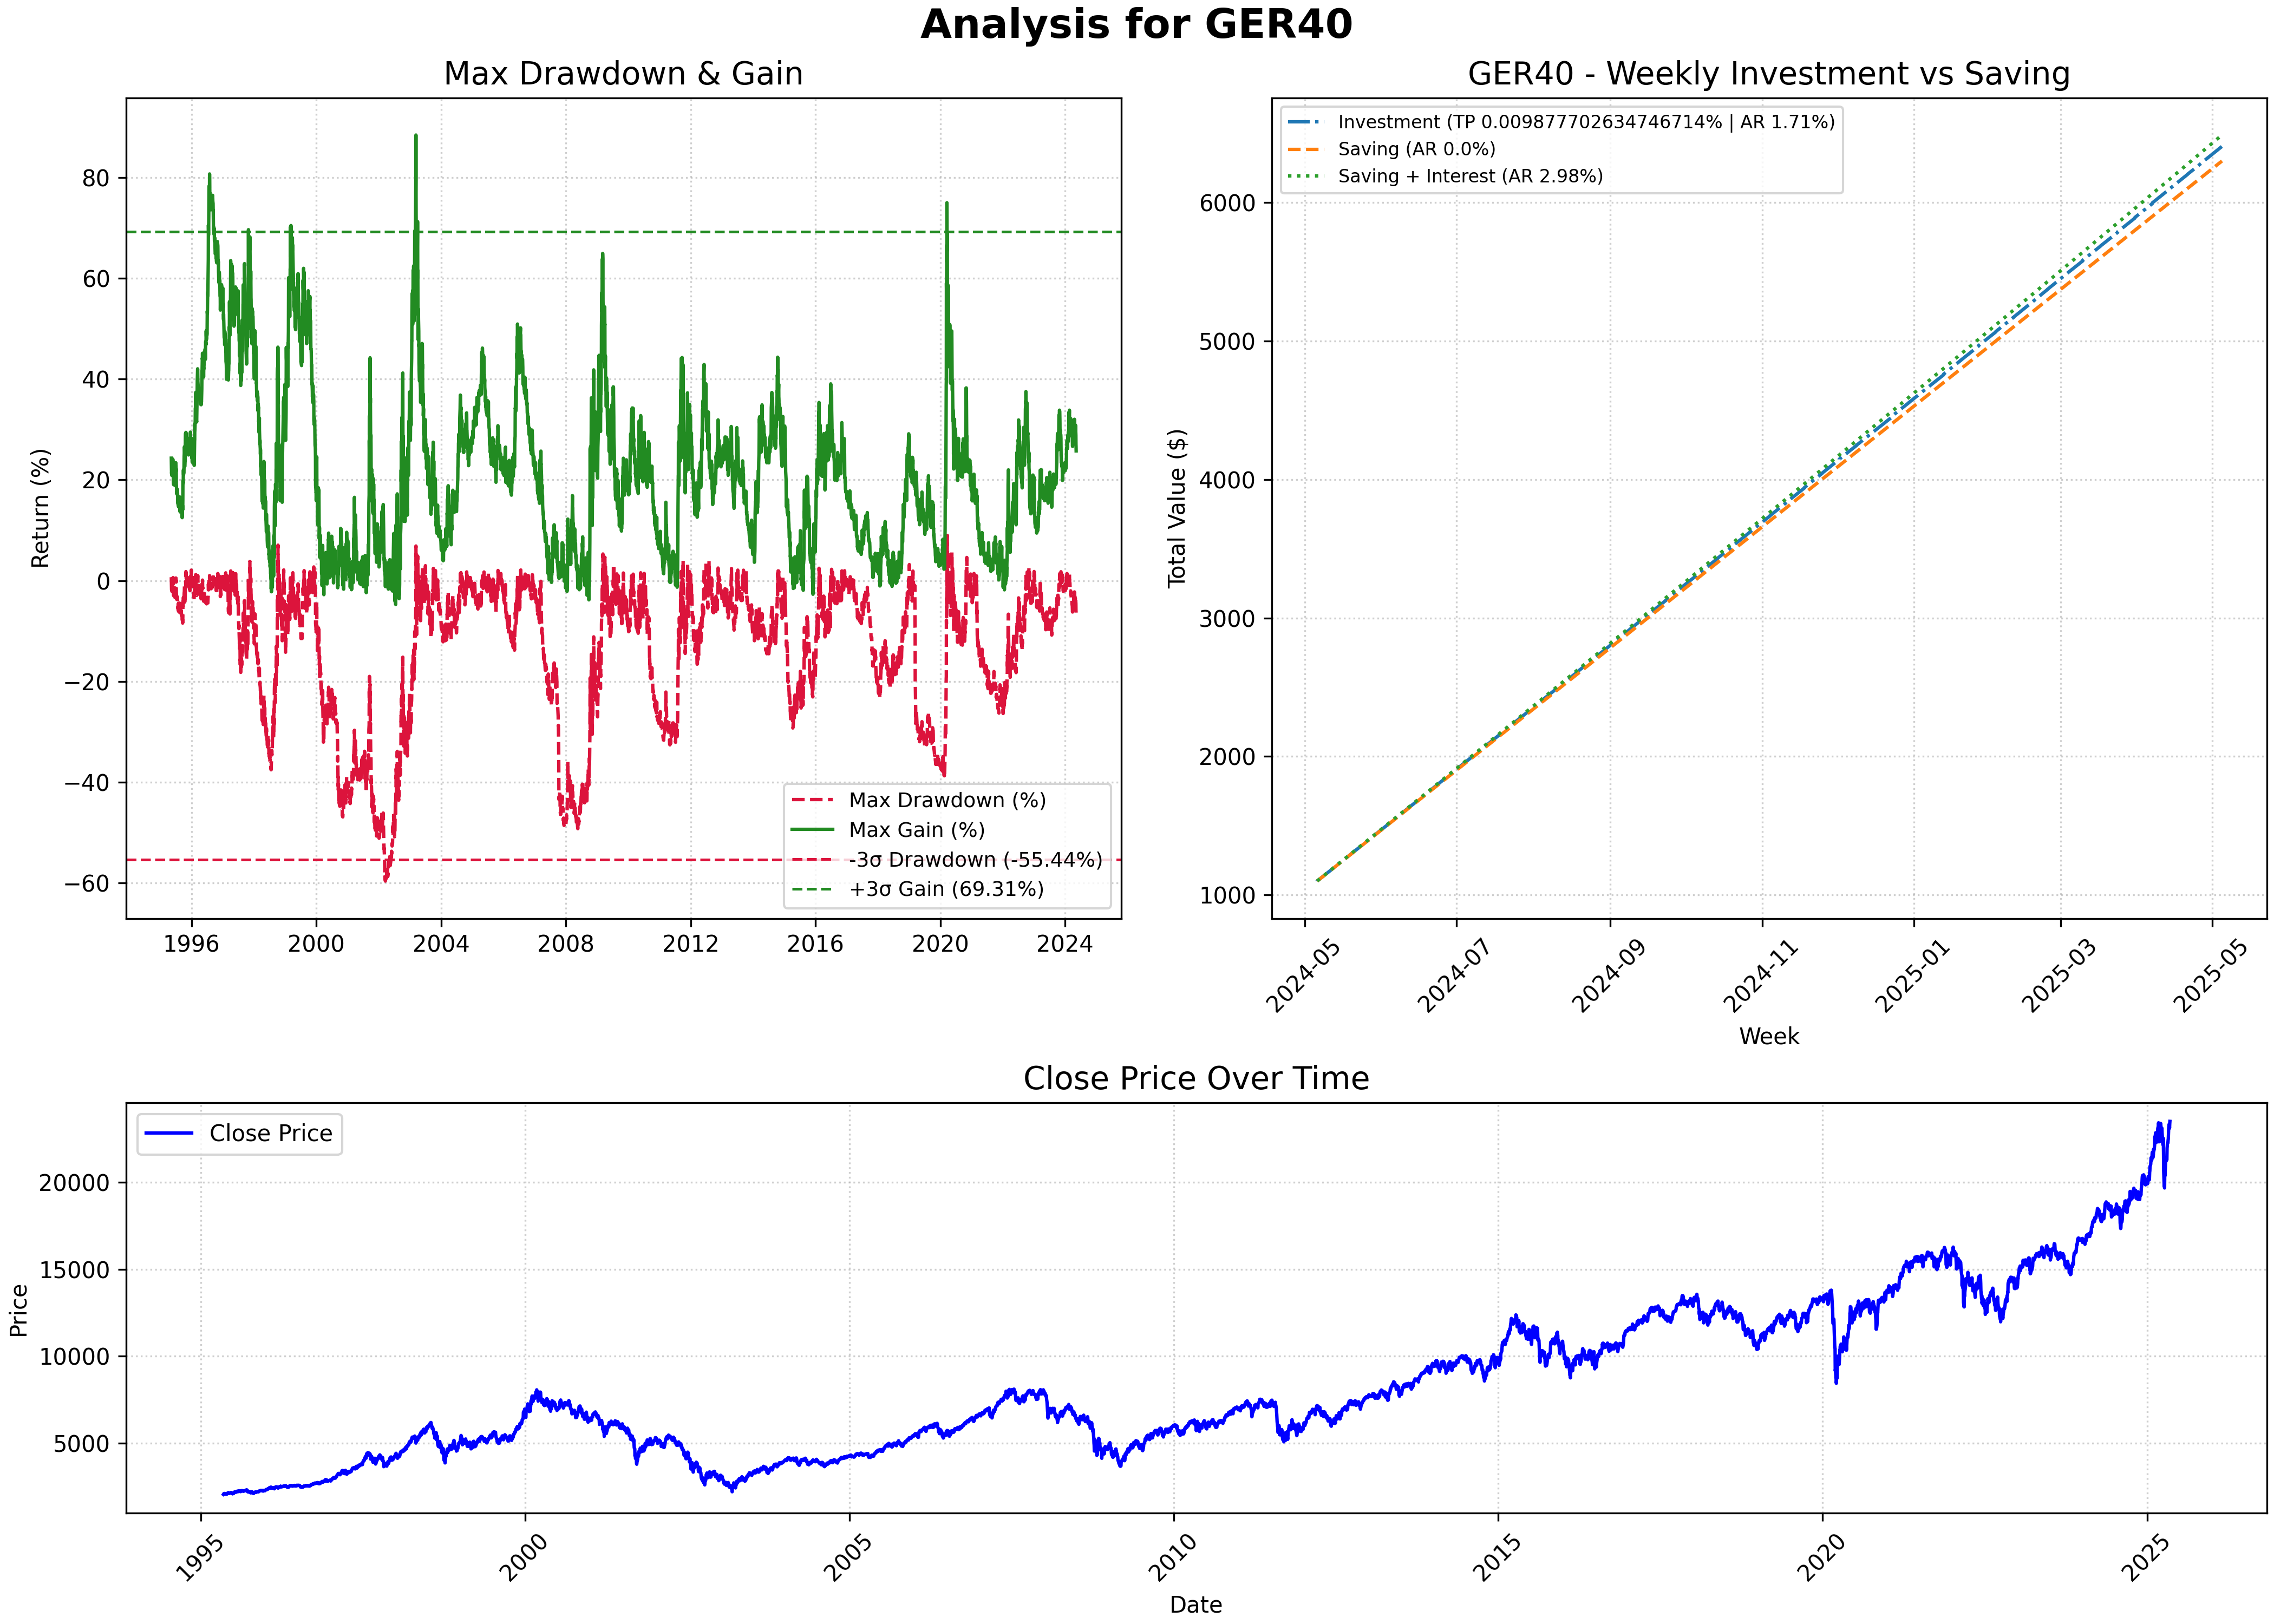 Analysis for GER40
Max Drawdown & Gain
Return (%)
80
60
40
20
0
−20
−40
−60
1996 2000 2004 2008 2012 2016 2020 2024
Max Drawdown (%)
Max Gain (%)
-3σ Drawdown (-55.44%)
+3σ Gain (69.31%)
GER40 - Weekly Investment vs Saving
Investment (TP 0.009877702634746714% | AR 1.71%)
Saving (AR 0.0%)
Saving + Interest (AR 2.98%)
Total Value ($)
6000
5000
4000
3000
2000
1000
2024-05 2024-07 2024-09 2024-11 2025-01 2025-03 2025-05
Week
Close Price Over Time
Close Price
Price
20000
15000
10000
5000
1995 2000 2005 2010 2015 2020 2025
Date